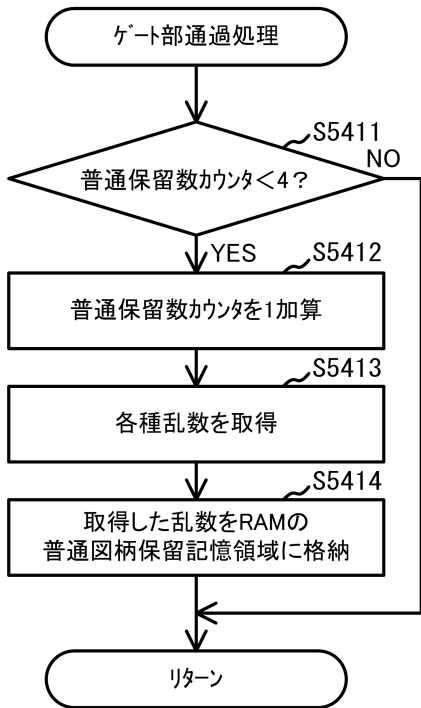 ゲート部通過処理
S5411
普通保留数カウンタ<4?
NO
YES
S5412
普通保留数カウンタを1加算
S5413
各種乱数を取得
S5414
取得した乱数をRAMの
普通図柄保留記憶領域に格納
リターン